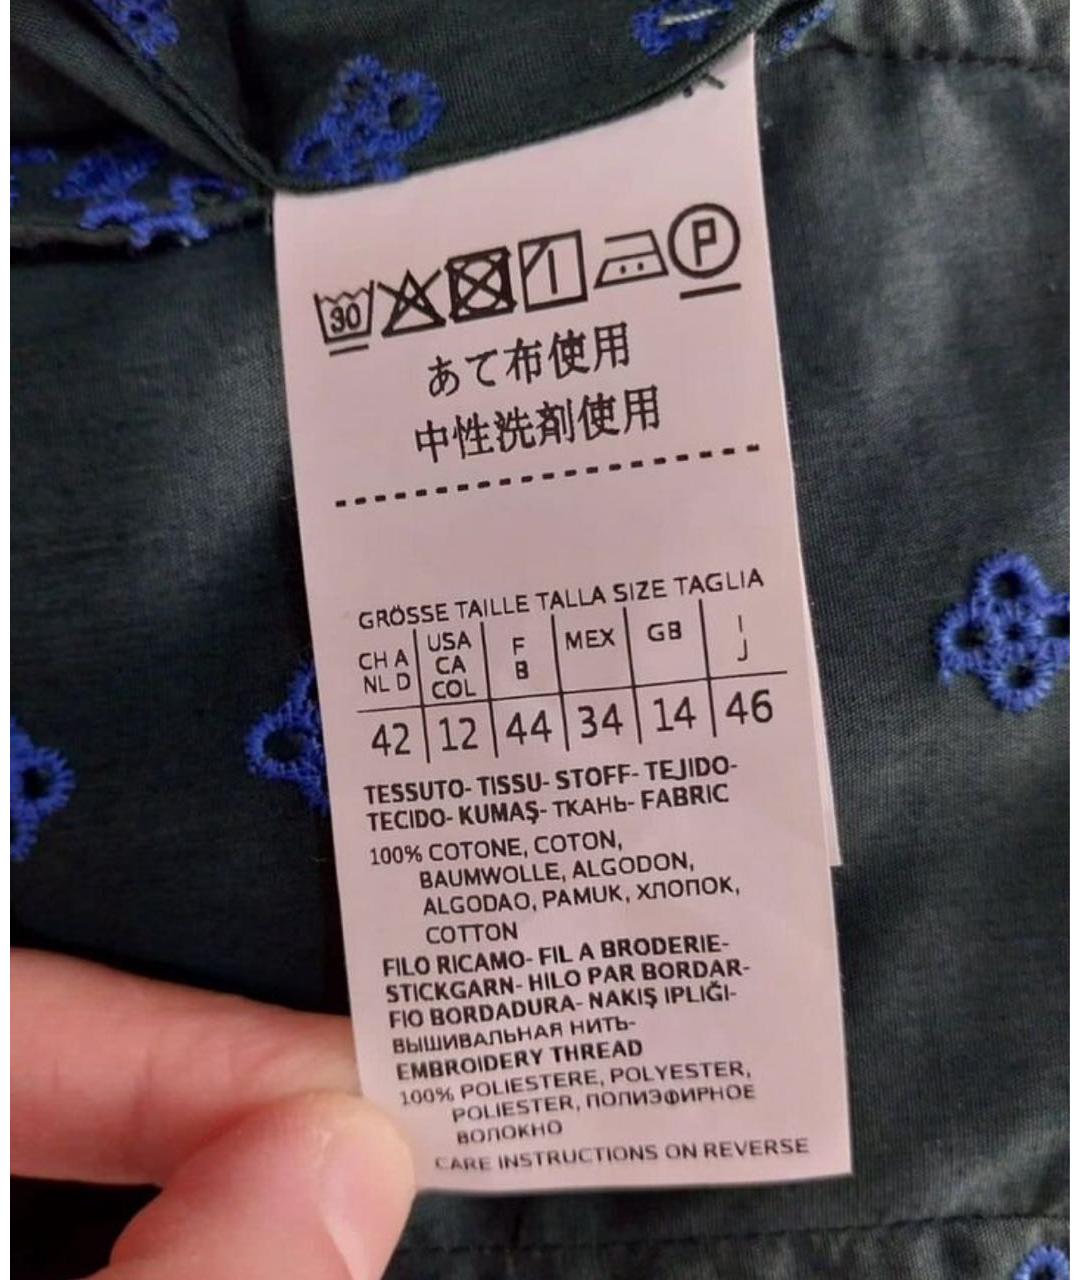 30 P
あて布使用
中性洗剤使用
GRÖSSE TAILLE TALLA SIZE TAGLIA
CH A NL D USA CA COL F B MEX GB I J
42 12 44 34 14 46
TESSUTO- TISSU- STOFF- TEJIDO-
TECIDO- KUMAŞ- ТКАНЬ- FABRIC
100% COTONE, COTON,
BAUMWOLLE, ALGODON,
ALGODAO, PAMUK, ХЛОПОК,
COTTON
FILO RICAMO- FIL A BRODERIE-
STICKGARN- HILO PAR BORDAR-
FIO BORDADURA- NAKIŞ IPLIĞI-
ВЫШИВАЛЬНАЯ НИТЬ-
EMBROIDERY THREAD
100% POLIESTERE, POLYESTER,
POLIESTER, ПОЛИЭФИРНОЕ
ВОЛОКНО
CARE INSTRUCTIONS ON REVERSE